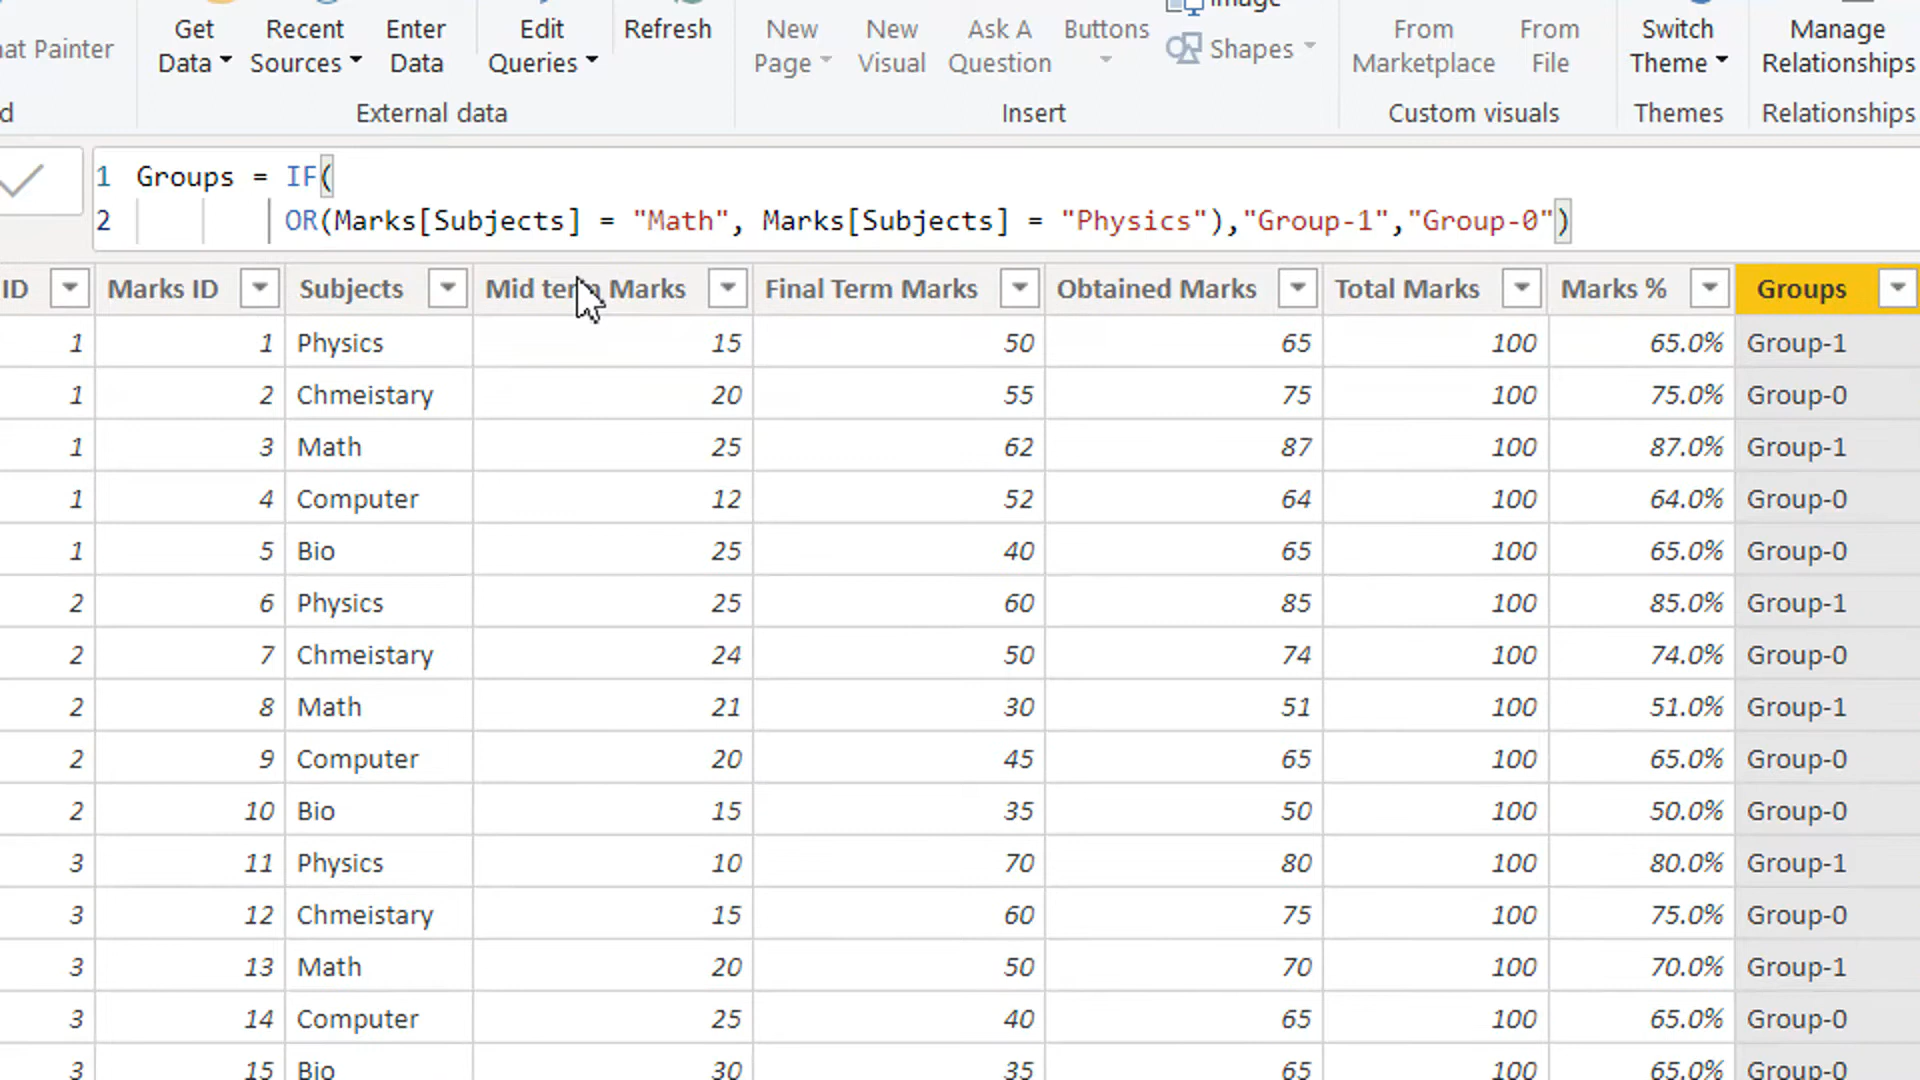 at Painter
Get Data
Recent Sources
Enter Data
Edit Queries
Refresh
New Page
New Visual
Ask A Question
Buttons
Image
Shapes
From Marketplace
From File
Switch Theme
Manage Relationships
d
External data
Insert
Custom visuals
Themes
Relationships
1 Groups = IF(
2 OR(Marks[Subjects] = "Math", Marks[Subjects] = "Physics"),"Group-1","Group-0")
ID Marks ID Subjects Mid term Marks Final Term Marks Obtained Marks Total Marks Marks % Groups
1 1 Physics 15 50 65 100 65.0% Group-1
1 2 Chmeistary 20 55 75 100 75.0% Group-0
1 3 Math 25 62 87 100 87.0% Group-1
1 4 Computer 12 52 64 100 64.0% Group-0
1 5 Bio 25 40 65 100 65.0% Group-0
2 6 Physics 25 60 85 100 85.0% Group-1
2 7 Chmeistary 24 50 74 100 74.0% Group-0
2 8 Math 21 30 51 100 51.0% Group-1
2 9 Computer 20 45 65 100 65.0% Group-0
2 10 Bio 15 35 50 100 50.0% Group-0
3 11 Physics 10 70 80 100 80.0% Group-1
3 12 Chmeistary 15 60 75 100 75.0% Group-0
3 13 Math 20 50 70 100 70.0% Group-1
3 14 Computer 25 40 65 100 65.0% Group-0
3 15 Bio 30 35 65 100 65.0% Group-0